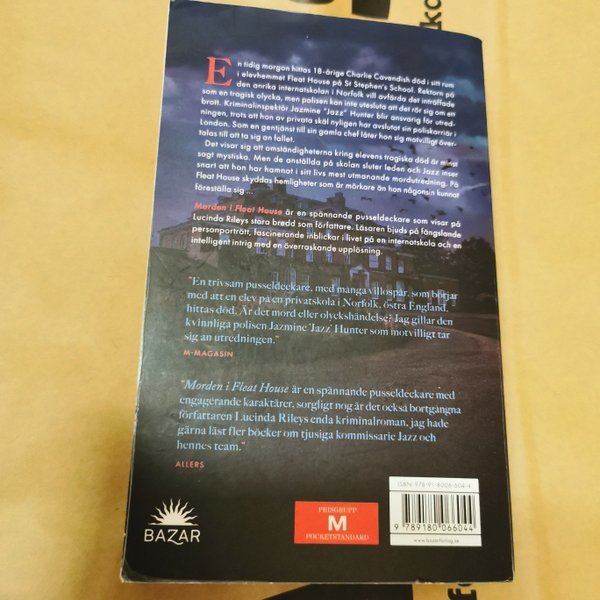 En tidig morgon hittas 18-årige Charlie Cavendish död i sitt rum
i elevhemmet Fleat House på St Stephen's School. Rektorn på
den anrika internatskolan i Norfolk vill avfärda det inträffade
som en tragisk olycka, men polisen kan inte utesluta att det rör sig om ett
brott. Kriminalinspektör Jazmine "Jazz" Hunter blir ansvarig för utred-
ningen, trots att hon av privata skäl nyligen har avslutat sin poliskarriär i
London. Som en gentjänst till sin gamla chef låter hon sig motvilligt över-
talas till att ta sig an fallet.
Det visar sig att omständigheterna kring elevens tragiska död är minst
sagt mystiska. Men de anställda på skolan sluter leden och Jazz inser
snart att hon har hamnat i sitt livs mest utmanande mordutredning. På
Fleat House skyddas hemligheter som är mörkare än hon någonsin kunnat
föreställa sig ...
Morden i Fleat House är en spännande pusseldeckare som visar på
Lucinda Rileys stora bredd som författare. Läsaren bjuds på fängslande
personporträtt, fascinerande inblickar i livet på en internatskola och en
intelligent intrig med en överraskande upplösning.
"En trivsam pusseldeckare, med många villospår, som börjar
med att en elev på en privatskola i Norfolk, östra England,
hittas död. Är det mord eller olyckshändelse? Jag gillar den
kvinnliga polisen Jazmine 'Jazz' Hunter som motvilligt tar
sig an utredningen."
M-MAGASIN
"Morden i Fleat House är en spännande pusseldeckare med
engagerande karaktärer, sorgligt nog är det också bortgångna
författaren Lucinda Rileys enda kriminalroman, jag hade
gärna läst fler böcker om tjusiga kommissarie Jazz och
hennes team."
ALLERS
BAZAR
PRISGRUPP
M
POCKETSTANDARD
ISBN 978-91-8006-604-4
9 789180 066044
www.bazarforlag.se